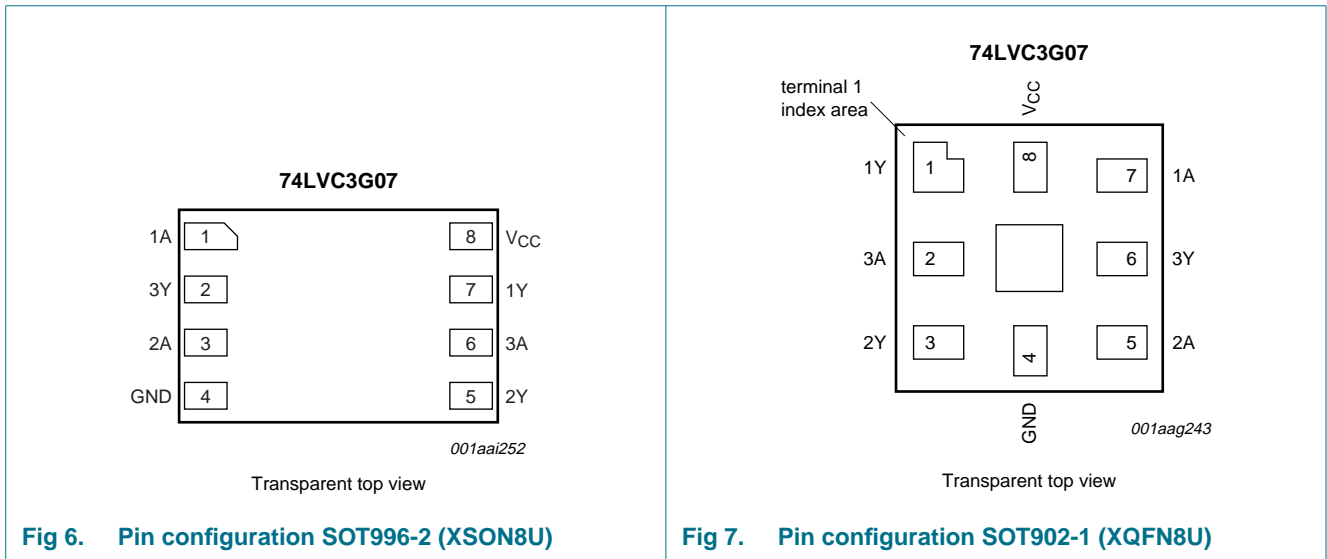 74LVC3G07
1A 1 8 VCC
3Y 2 7 1Y
2A 3 6 3A
GND 4 5 2Y
001aai252
Transparent top view
Fig 6. Pin configuration SOT996-2 (XSON8U)
74LVC3G07
terminal 1
index area
VCC
1Y 1 8 7 1A
3A 2 6 3Y
2Y 3 4 5 2A
GND
001aag243
Transparent top view
Fig 7. Pin configuration SOT902-1 (XQFN8U)